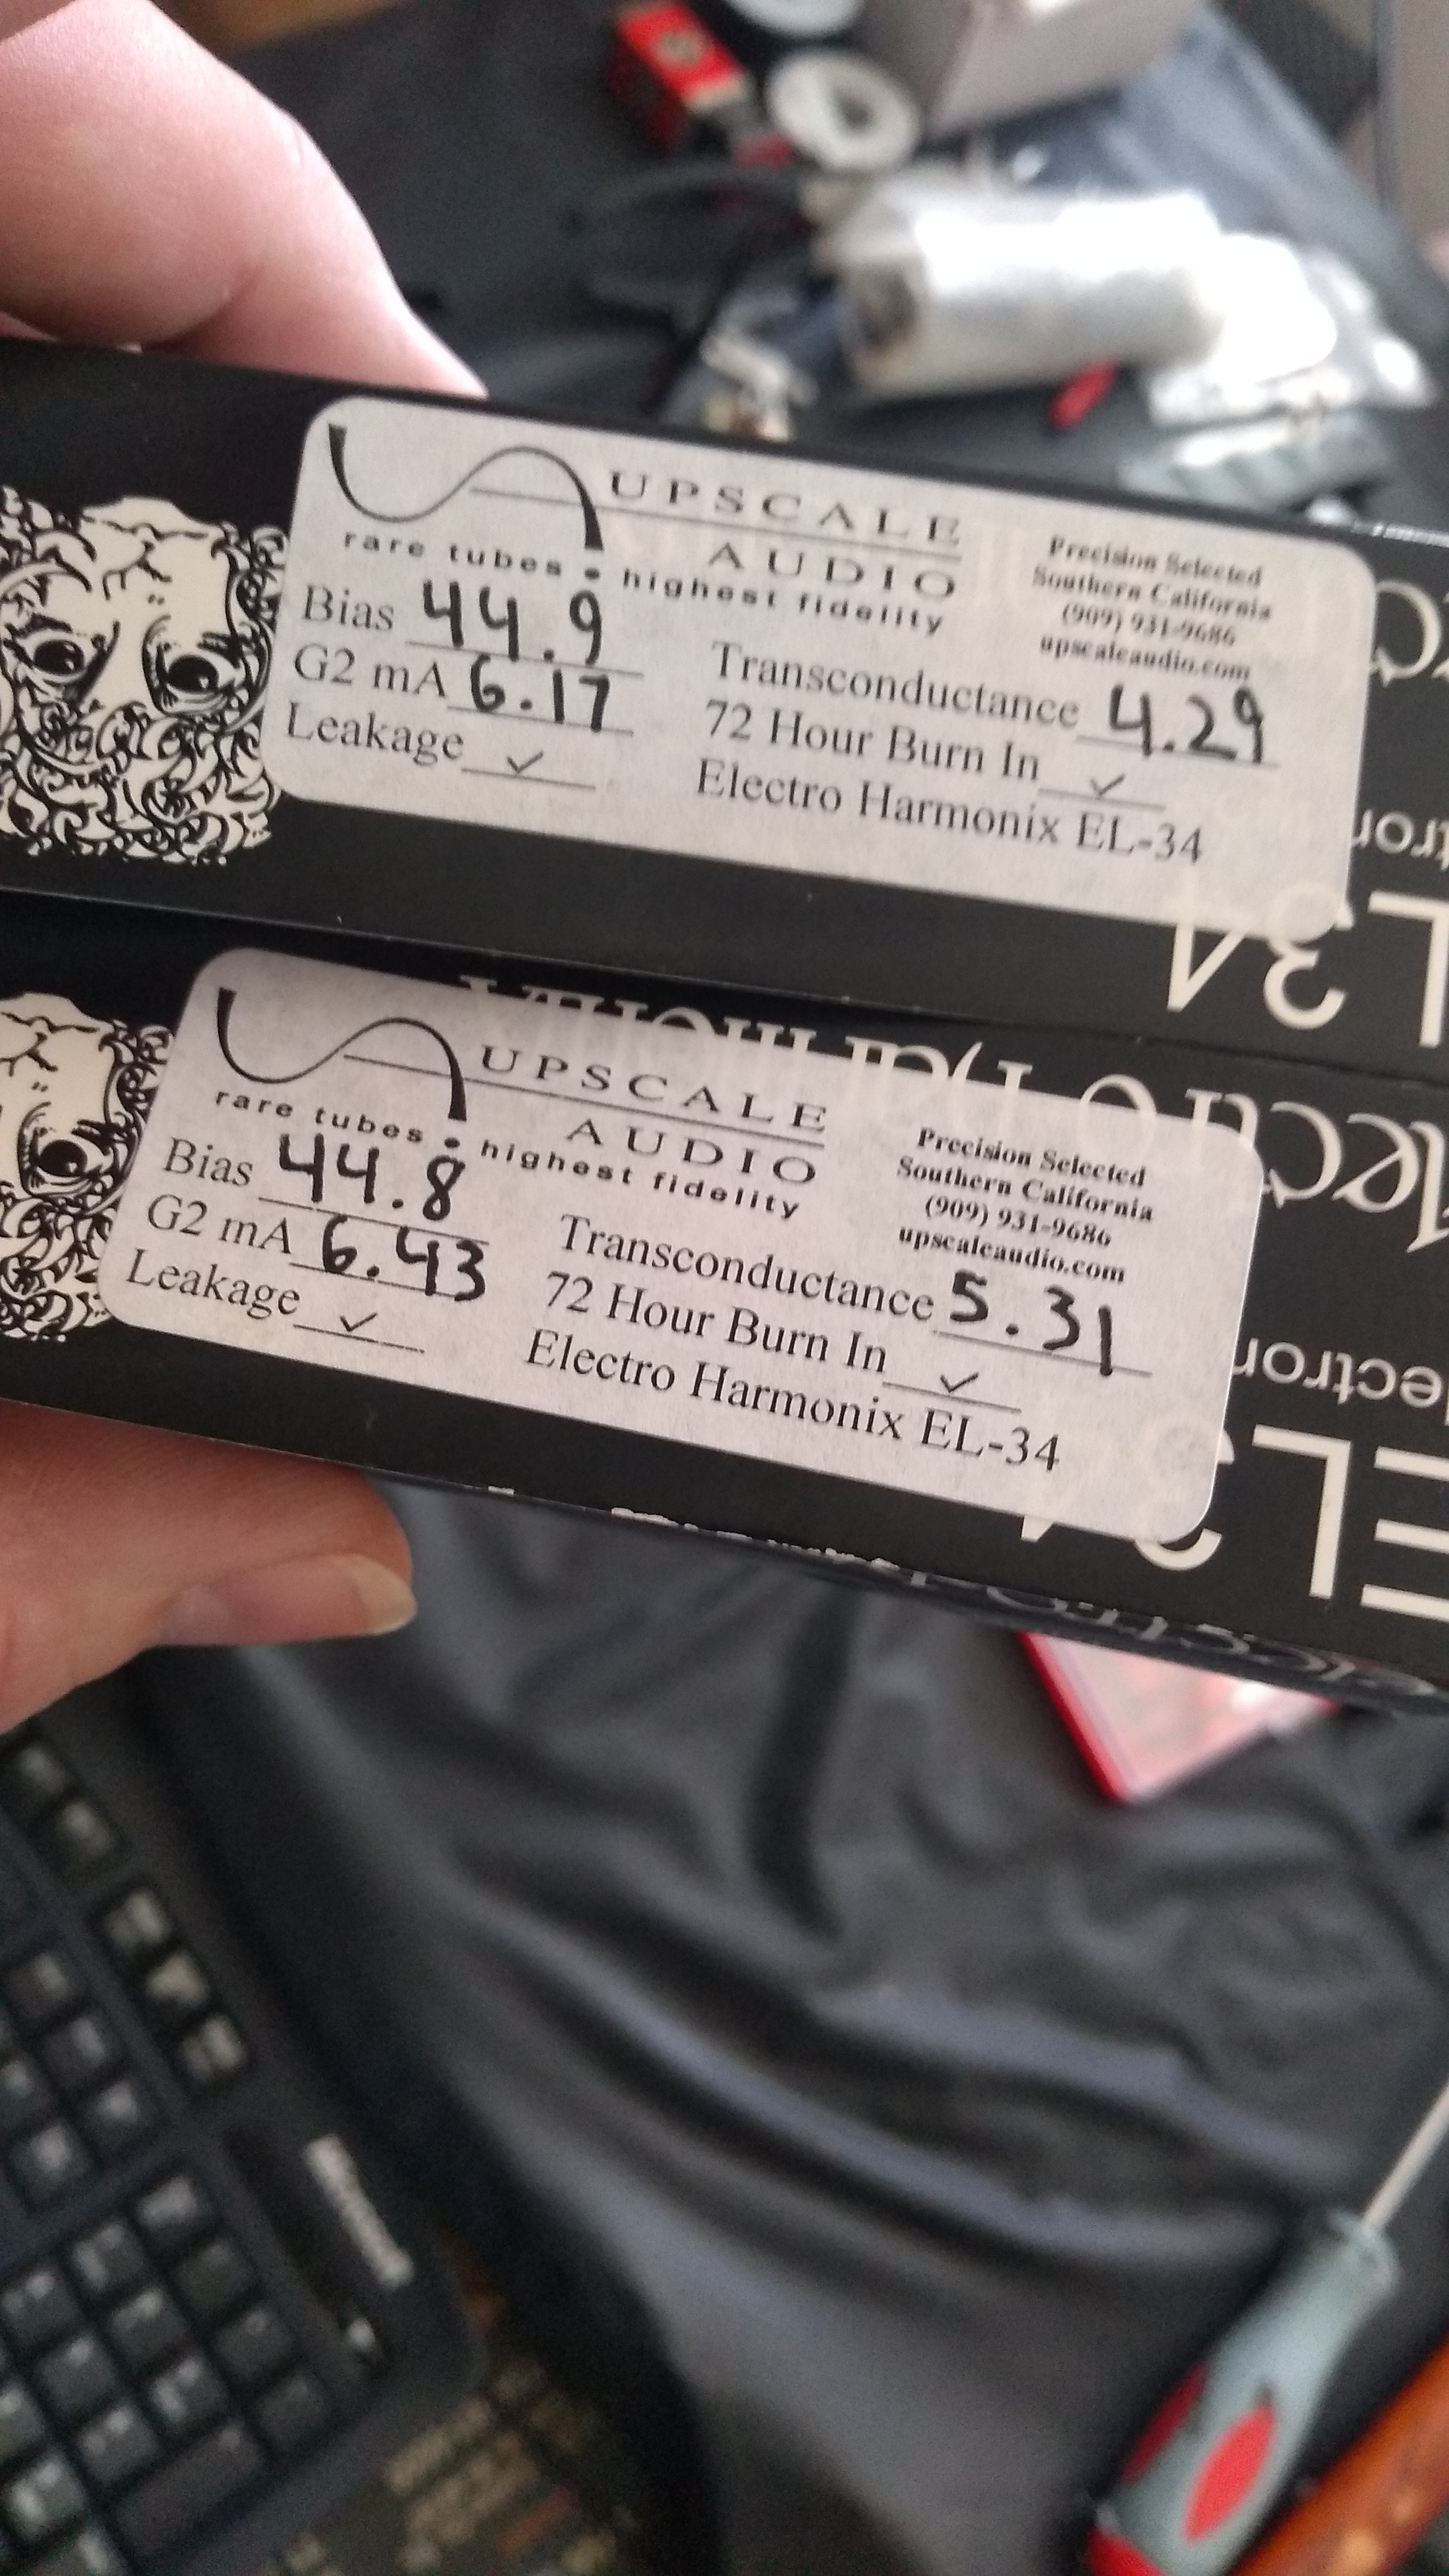 UPSCALE
AUDIO
rare tubes • highest fidelity
Precision Selected
Southern California
(909) 931-9686
upscaleaudio.com
Bias 44.9
G2 mA 6.17
Leakage ✓
Transconductance 4.29
72 Hour Burn In ✓
Electro Harmonix EL-34
34
UPSCALE
AUDIO
rare tubes • highest fidelity
Precision Selected
Southern California
(909) 931-9686
upscaleaudio.com
Bias 44.8
G2 mA 6.43
Leakage ✓
Transconductance 5.31
72 Hour Burn In ✓
Electro Harmonix EL-34
EL34